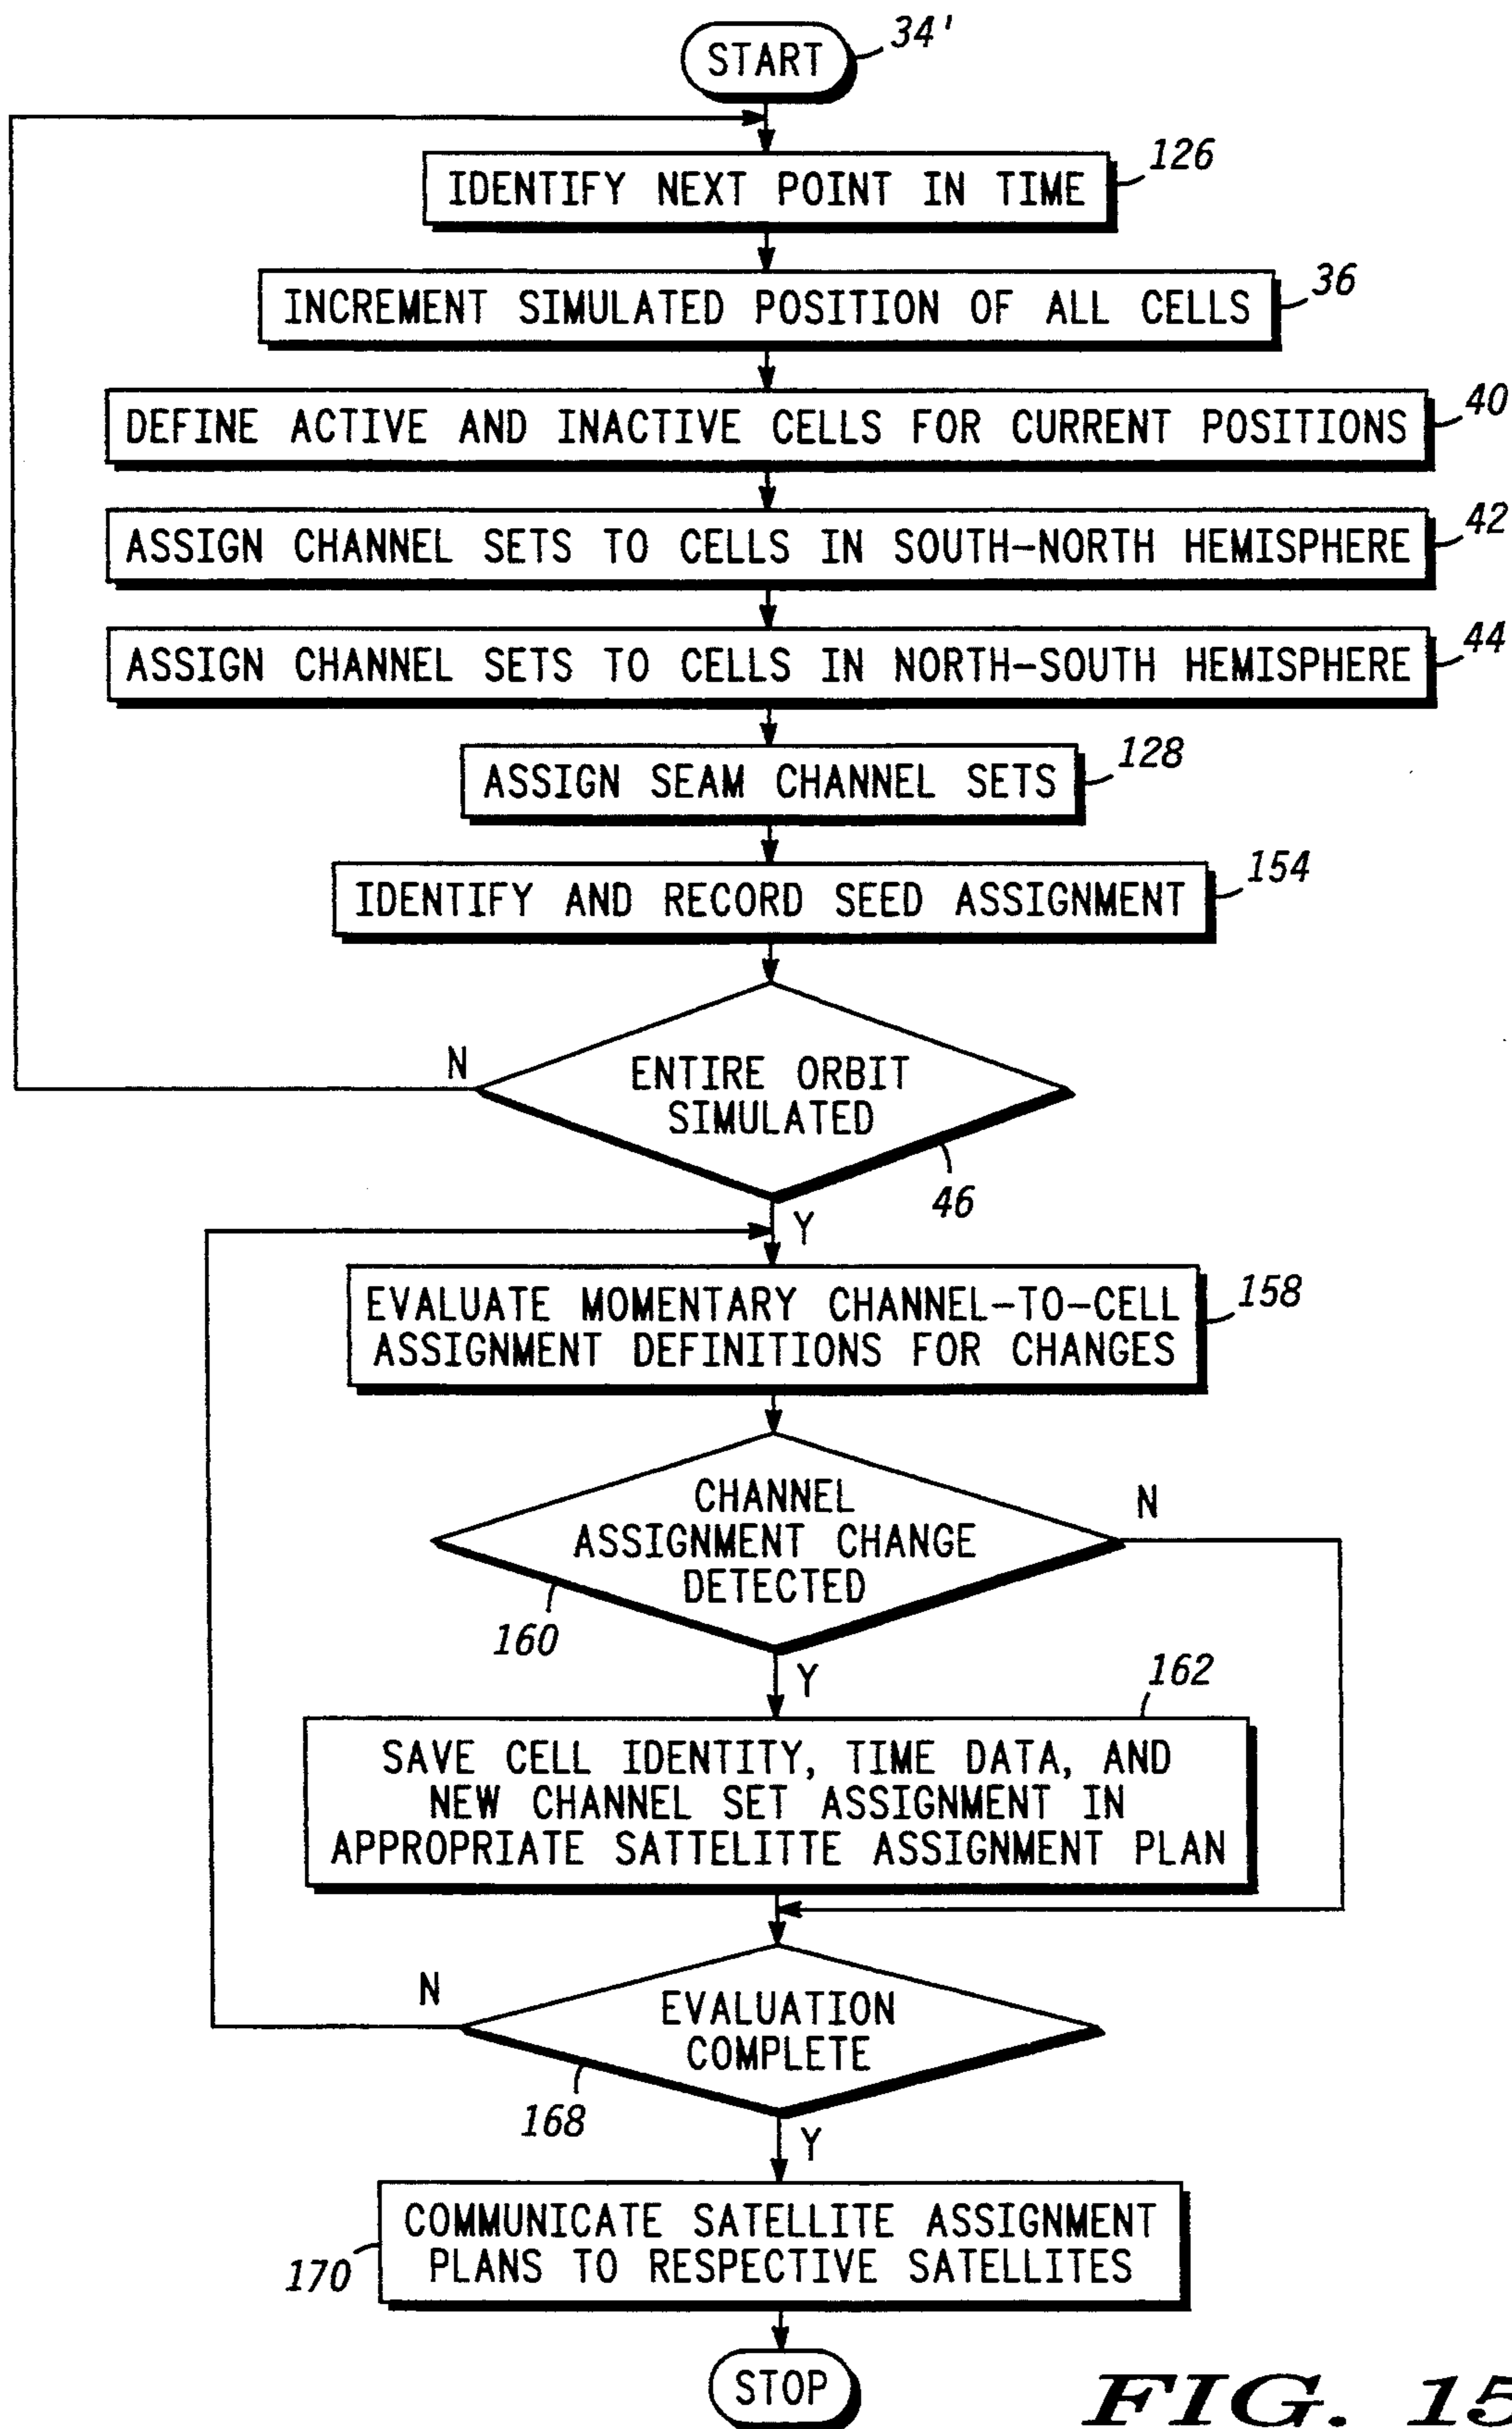 START
34'
IDENTIFY NEXT POINT IN TIME
126
INCREMENT SIMULATED POSITION OF ALL CELLS
36
DEFINE ACTIVE AND INACTIVE CELLS FOR CURRENT POSITIONS
40
ASSIGN CHANNEL SETS TO CELLS IN SOUTH-NORTH HEMISPHERE
42
ASSIGN CHANNEL SETS TO CELLS IN NORTH-SOUTH HEMISPHERE
44
ASSIGN SEAM CHANNEL SETS
128
IDENTIFY AND RECORD SEED ASSIGNMENT
154
N
ENTIRE ORBIT
SIMULATED
46
Y
EVALUATE MOMENTARY CHANNEL-TO-CELL
ASSIGNMENT DEFINITIONS FOR CHANGES
158
CHANNEL
ASSIGNMENT CHANGE
DETECTED
N
160
Y
162
SAVE CELL IDENTITY, TIME DATA, AND
NEW CHANNEL SET ASSIGNMENT IN
APPROPRIATE SATTELITTE ASSIGNMENT PLAN
N
EVALUATION
COMPLETE
168
Y
COMMUNICATE SATELLITE ASSIGNMENT
PLANS TO RESPECTIVE SATELLITES
170
STOP
FIG. 15